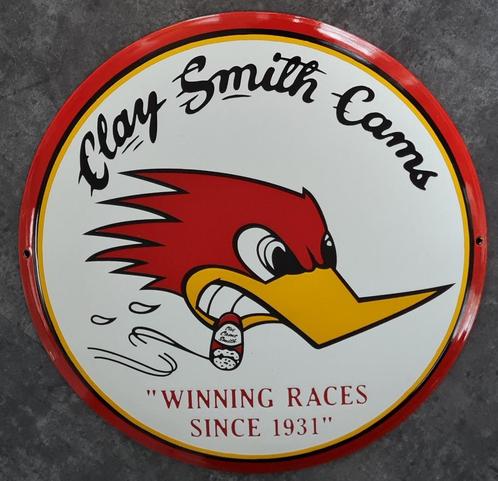 Clay Smith Cams
"WINNING RACES
SINCE 1931"